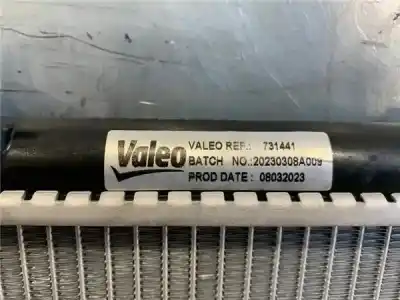 Valeo
VALEO REF.: 731441
BATCH NO.:20230308A009
PROD DATE: 08032023